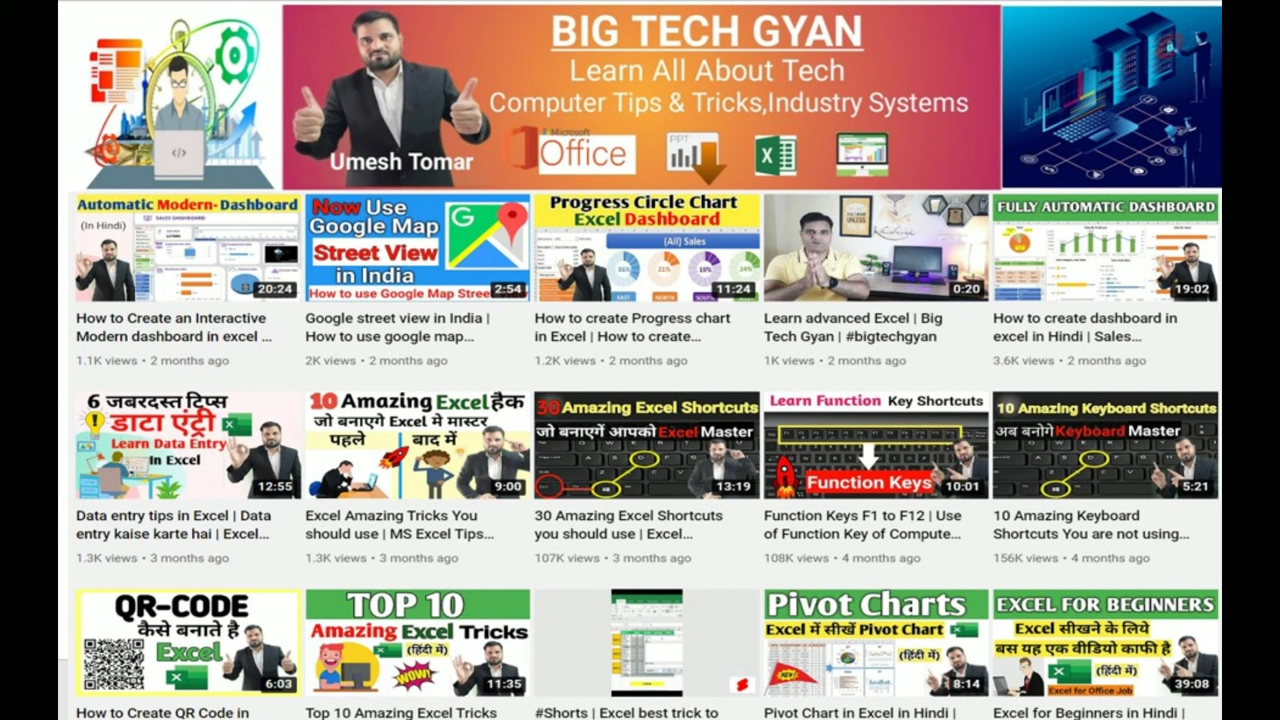 BIG TECH GYAN
Learn All About Tech
Computer Tips & Tricks,Industry Systems
Umesh Tomar
Microsoft
Office
PPT
X
</>
Automatic Modern-Dashboard
(In Hindi)
SALES DASHBOARD
20:24
Now Use
Google Map
Street View
in India
How to use Google Map Stree
G
2:54
Progress Circle Chart
Excel Dashboard
(All) Sales
36%
21%
19%
24%
EAST
NORTH
11:24
0:20
FULLY AUTOMATIC DASHBOARD
19:02
How to Create an Interactive
Modern dashboard in excel ...
1.1K views • 2 months ago
Google street view in India |
How to use google map...
2K views • 2 months ago
How to create Progress chart
in Excel | How to create...
1.2K views • 2 months ago
Learn advanced Excel | Big
Tech Gyan | #bigtechgyan
1K views • 2 months ago
How to create dashboard in
excel in Hindi | Sales...
3.6K views • 2 months ago
6 जबरदस्त टिप्स
डाटा एंट्री
Learn Data Entry
In Excel
12:55
10 Amazing Excel हैक
जो बनाएगे Excel मे मास्टर
पहले
बाद में
9:00
30 Amazing Excel Shortcuts
जो बनाएगें आपको Excel Master
13:19
Learn Function Key Shortcuts
Function Keys
10:01
10 Amazing Keyboard Shortcuts
अब बनोगे Keyboard Master
5:21
Data entry tips in Excel | Data
entry kaise karte hai | Excel...
1.3K views • 3 months ago
Excel Amazing Tricks You
should use | MS Excel Tips...
1.3K views • 3 months ago
30 Amazing Excel Shortcuts
you should use | Excel...
107K views • 3 months ago
Function Keys F1 to F12 | Use
of Function Key of Compute...
108K views • 4 months ago
10 Amazing Keyboard
Shortcuts You are not using...
156K views • 4 months ago
QR-CODE
कैसे बनाते है
Excel
6:03
TOP 10
Amazing Excel Tricks
(हिंदी में)
WOW!
11:35
Pivot Charts
Excel में सीखें Pivot Chart
(हिंदी में)
NEW!
8:14
EXCEL FOR BEGINNERS
Excel सीखने के लिये
बस यह एक वीडियो काफी है
(हिंदी में)
Excel for Office Job
39:08
How to Create QR Code in
Top 10 Amazing Excel Tricks
#Shorts | Excel best trick to
Pivot Chart in Excel in Hindi |
Excel for Beginners in Hindi |